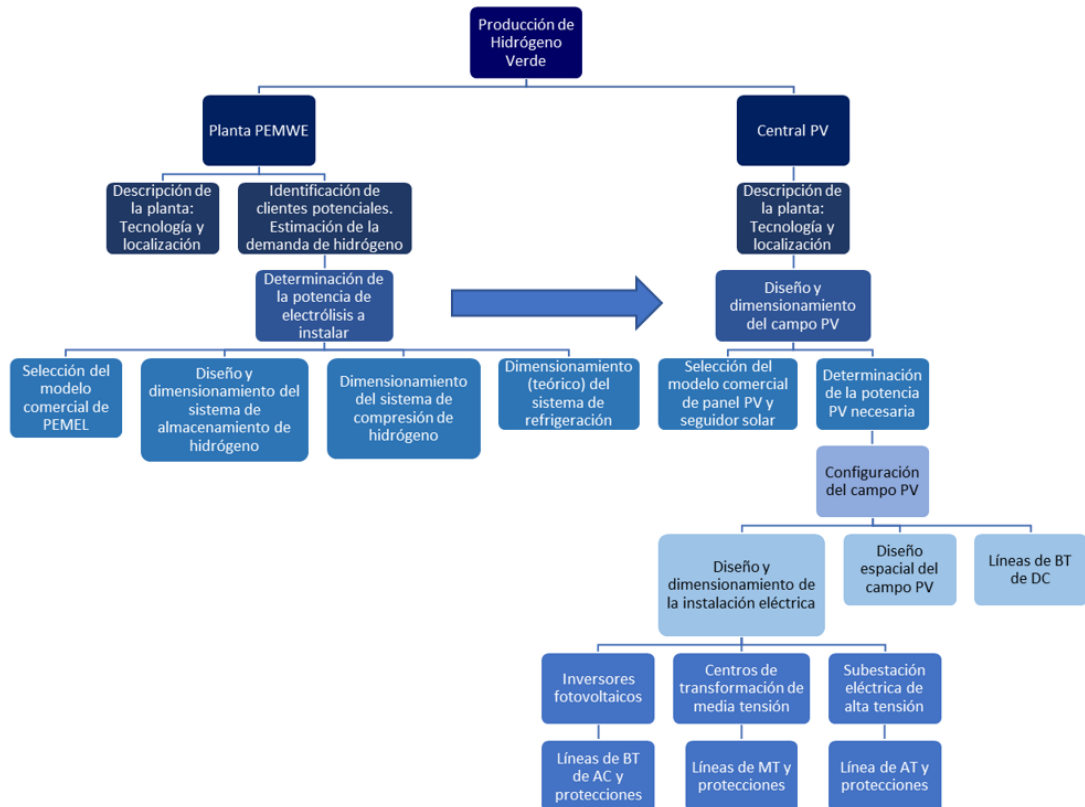 Producción de
Hidrógeno
Verde
Planta PEMWE
Central PV
Descripción de
la planta:
Tecnología y
localización
Identificación de
clientes potenciales.
Estimación de la
demanda de hidrógeno
Descripción de
la planta:
Tecnología y
localización
Determinación de
la potencia de
electrólisis a
instalar
Diseño y
dimensionamiento
del campo PV
Selección del
modelo
comercial de
PEMEL
Diseño y
dimensionamiento del
sistema de
almacenamiento de
hidrógeno
Dimensionamiento
del sistema de
compresión de
hidrógeno
Dimensionamiento
(teórico) del
sistema de
refrigeración
Selección del
modelo comercial
de panel PV y
seguidor solar
Determinación
de la potencia
PV necesaria
Configuración
del campo PV
Diseño y
dimensionamiento de
la instalación eléctrica
Diseño
espacial del
campo PV
Líneas de BT
de DC
Inversores
fotovoltaicos
Centros de
transformación de
media tensión
Subestación
eléctrica de
alta tensión
Líneas de BT
de AC y
protecciones
Líneas de MT y
protecciones
Línea de AT y
protecciones